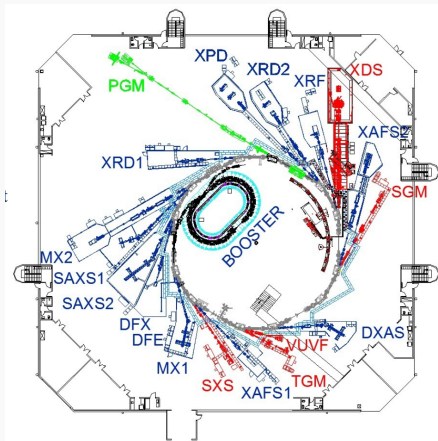 XPD
XRD2
XDS
PGM
XRF
XAFS2
XRD1
SGM
BOOSTER
MX2
SAXS1
SAXS2
DFX
DFE
DXAS
VUVF
MX1
TGM
SXS
XAFS1